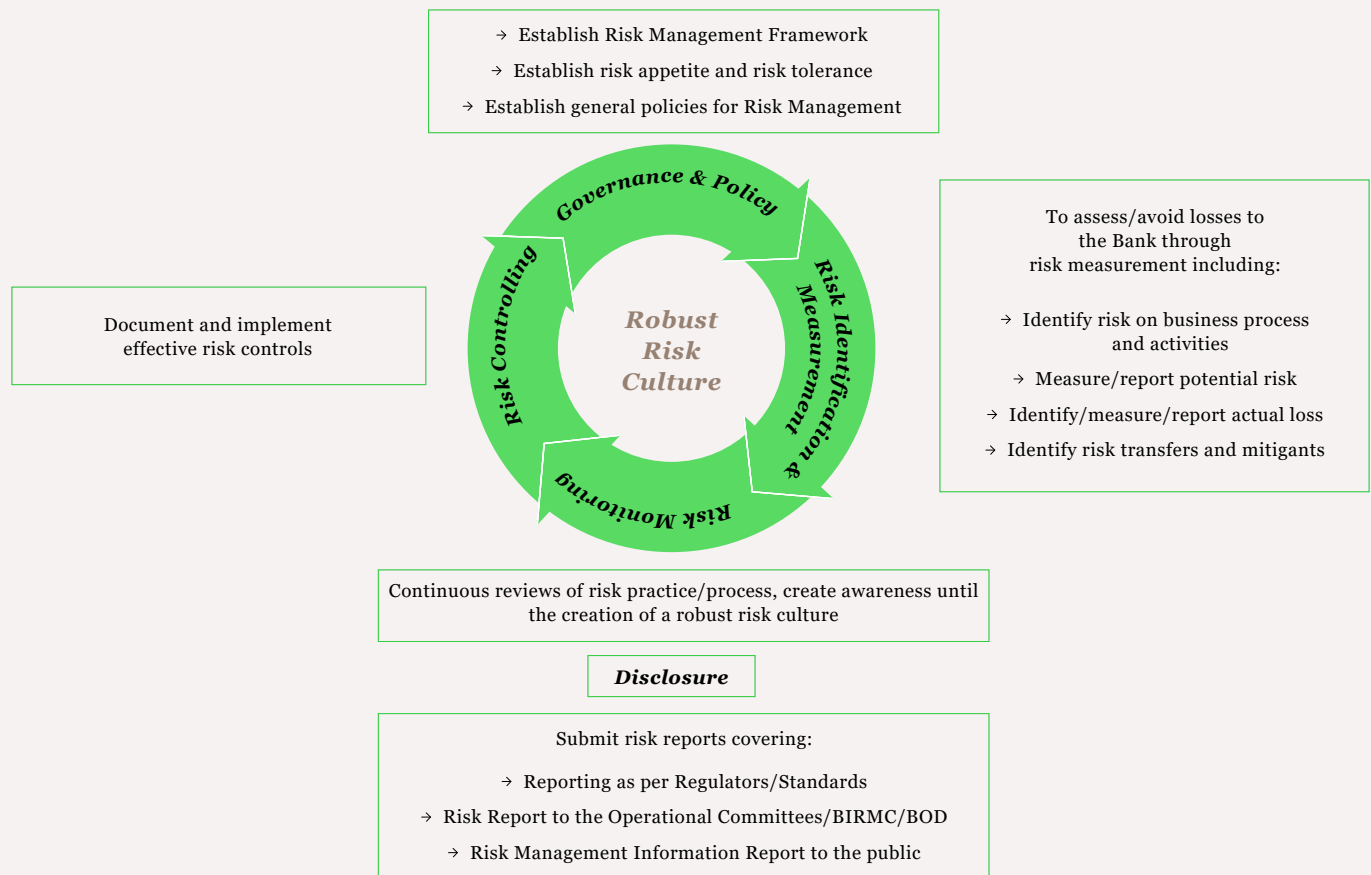 → Establish Risk Management Framework
→ Establish risk appetite and risk tolerance
→ Establish general policies for Risk Management
Governance & Policy
Risk Identification &
Measurement
Risk Monitoring
Risk Controlling
Robust
Risk
Culture
To assess/avoid losses to
the Bank through
risk measurement including:
→ Identify risk on business process
and activities
→ Measure/report potential risk
→ Identify/measure/report actual loss
→ Identify risk transfers and mitigants
Document and implement
effective risk controls
Continuous reviews of risk practice/process, create awareness until
the creation of a robust risk culture
Disclosure
Submit risk reports covering:
→ Reporting as per Regulators/Standards
→ Risk Report to the Operational Committees/BIRMC/BOD
→ Risk Management Information Report to the public